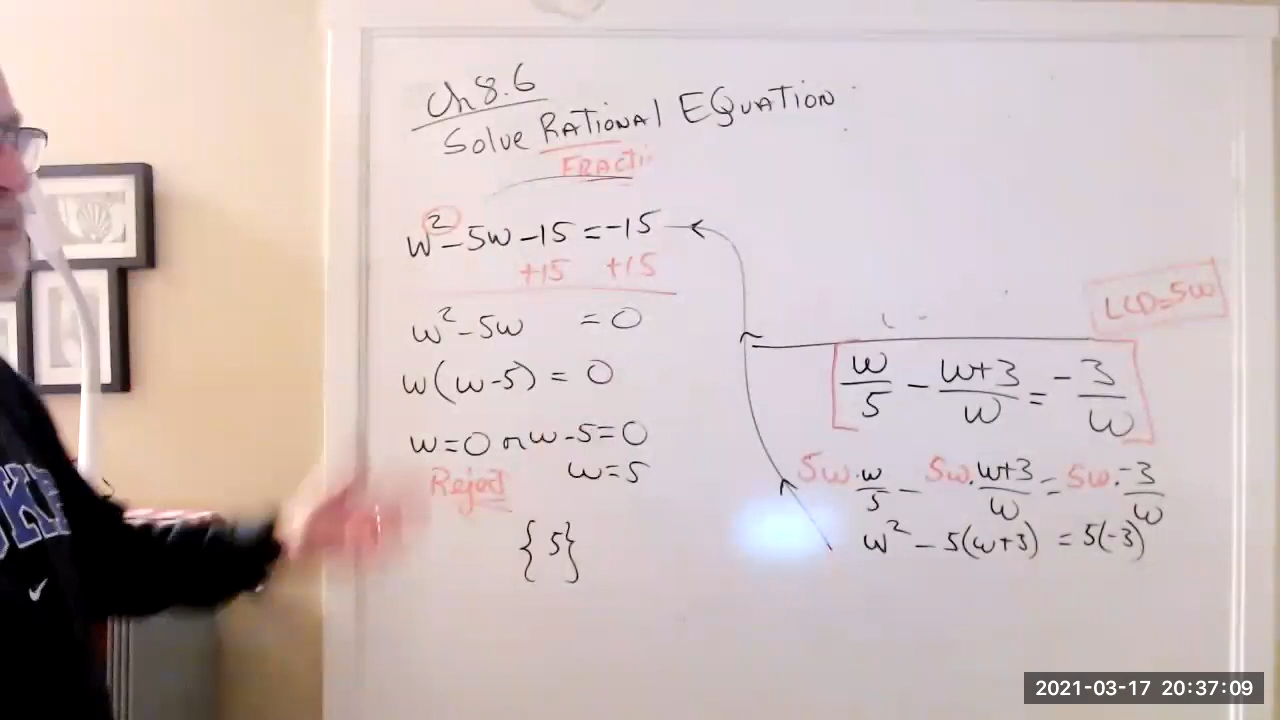 Ch 8.6
Solve RATIONAL EQUATION
FRACTI
w² - 5w - 15 = -15
+15 +15
w² - 5w = 0
w(w-5) = 0
w=0 or w-5=0
Reject w=5
{5}
LCD=5w
w/5 - (w+3)/w = -3/w
5w·w/5 - 5w·(w+3)/w = 5w·-3/w
w² - 5(w+3) = 5(-3)
2021-03-17 20:37:09